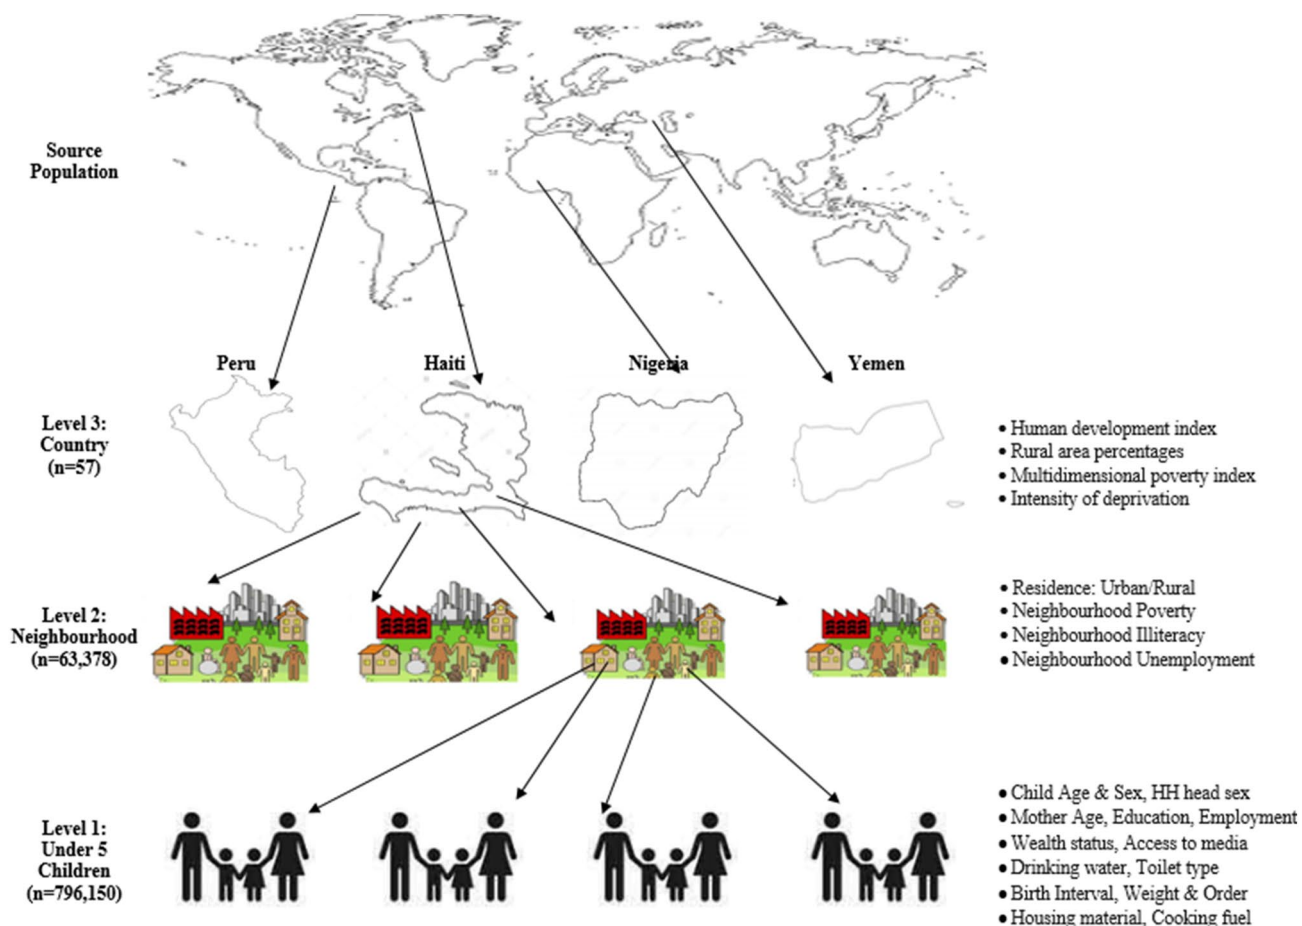 Source
Population
Peru
Haiti
Nigeria
Yemen
Level 3:
Country
(n=57)
• Human development index
• Rural area percentages
• Multidimensional poverty index
• Intensity of deprivation
Level 2:
Neighbourhood
(n=63,378)
• Residence: Urban/Rural
• Neighbourhood Poverty
• Neighbourhood Illiteracy
• Neighbourhood Unemployment
Level 1:
Under 5
Children
(n=796,150)
• Child Age & Sex, HH head sex
• Mother Age, Education, Employment
• Wealth status, Access to media
• Drinking water, Toilet type
• Birth Interval, Weight & Order
• Housing material, Cooking fuel